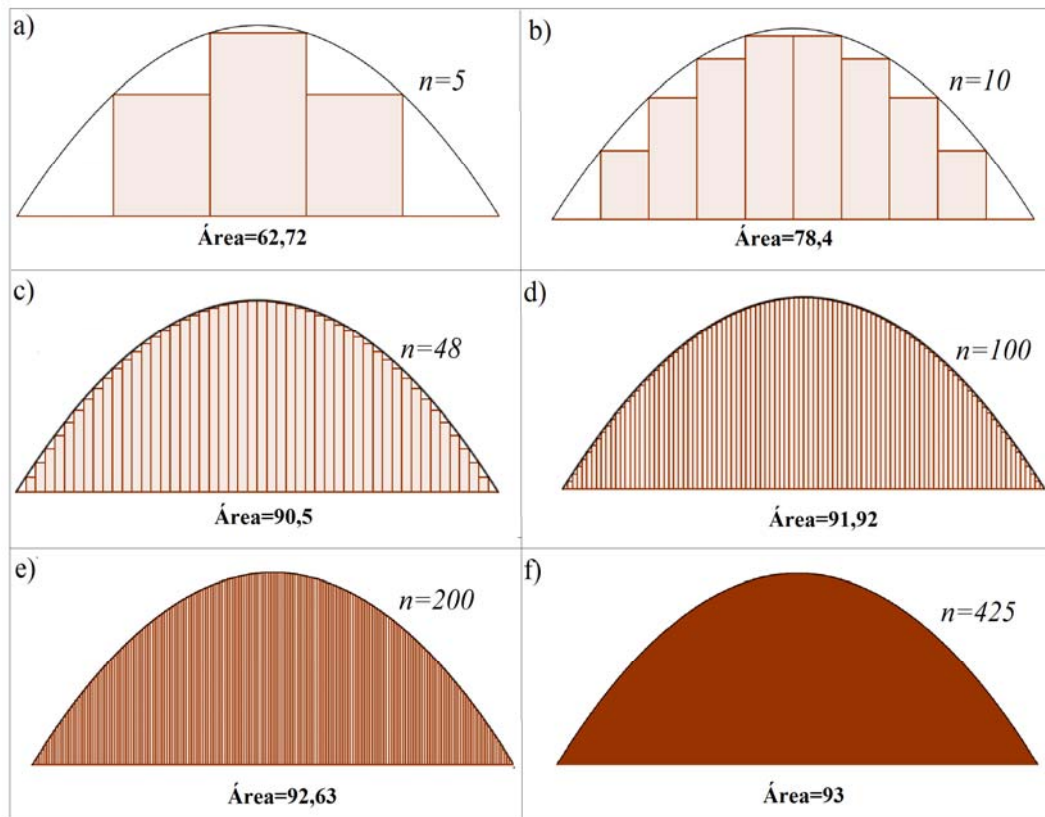 a)
n=5
Área=62,72
b)
n=10
Área=78,4
c)
n=48
Área=90,5
d)
n=100
Área=91,92
e)
n=200
Área=92,63
f)
n=425
Área=93